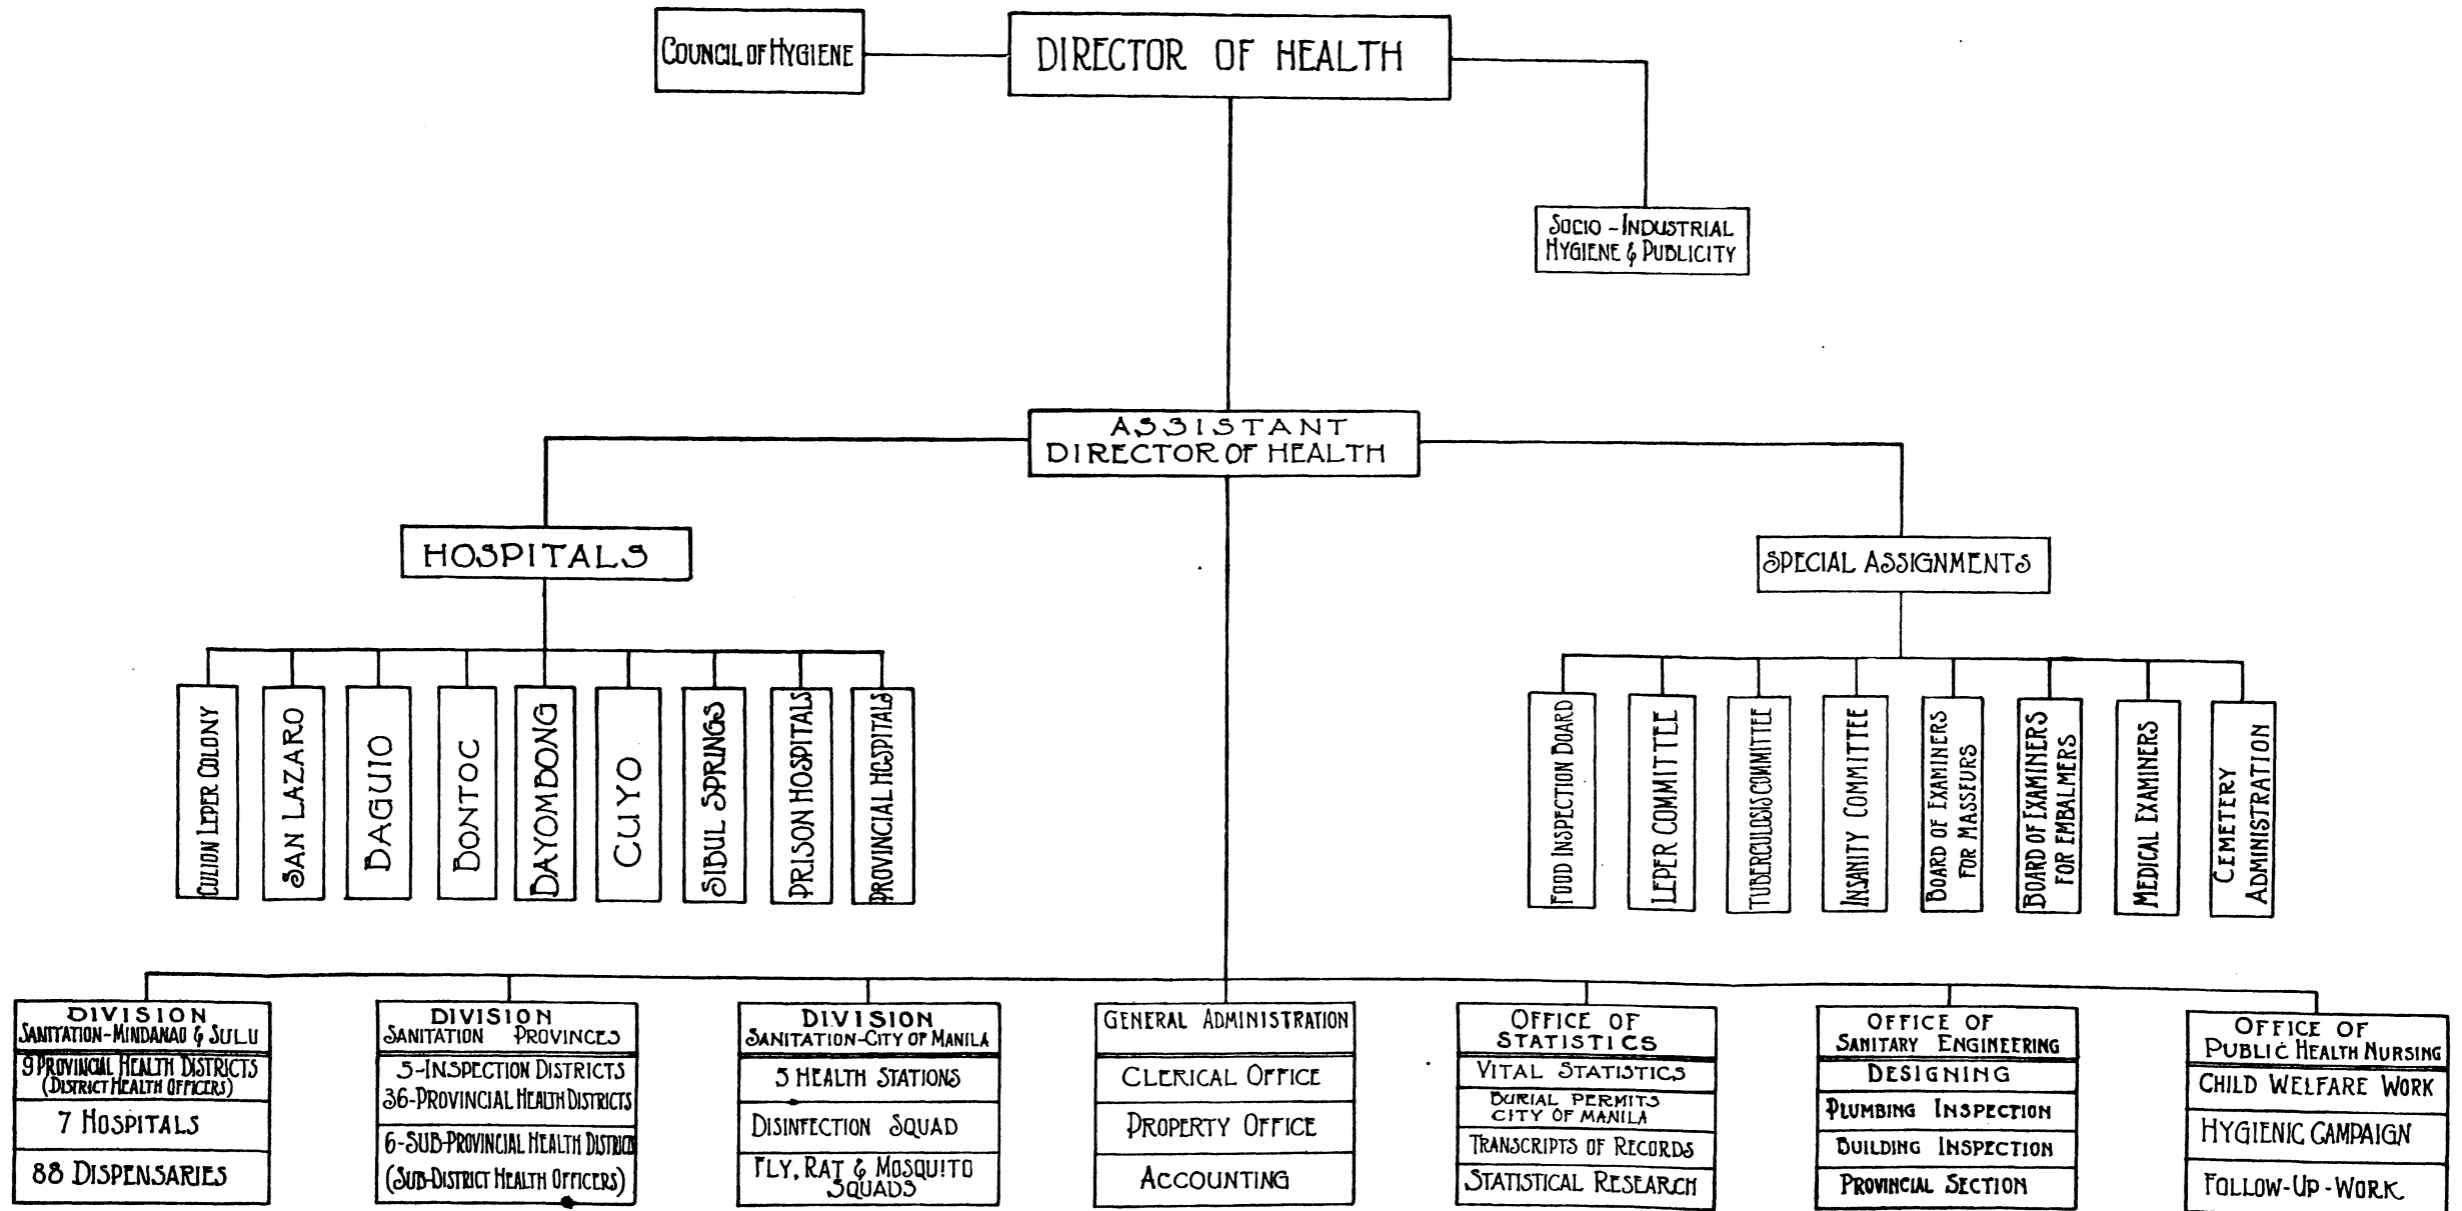 COUNCIL OF HYGIENE
DIRECTOR OF HEALTH
SOCIO-INDUSTRIAL
HYGIENE & PUBLICITY
ASSISTANT
DIRECTOR OF HEALTH
HOSPITALS
SPECIAL ASSIGNMENTS
CULION LEPER COLONY
SAN LAZARO
BAGUIO
BONTOC
BAYOMBONG
CUYO
SIBUL SPRINGS
PRISON HOSPITALS
PROVINCIAL HOSPITALS
FOOD INSPECTION BOARD
LEPER COMMITTEE
TUBERCULOSIS COMMITTEE
INSANITY COMMITTEE
BOARD OF EXAMINERS
FOR MASSEURS
BOARD OF EXAMINERS
FOR EMBALMERS
MEDICAL EXAMINERS
CEMETERY
ADMINISTRATION
DIVISION
SANITATION-MINDANAO & SULU
9 PROVINCIAL HEALTH DISTRICTS
(DISTRICT HEALTH OFFICERS)
7 HOSPITALS
88 DISPENSARIES
DIVISION
SANITATION PROVINCES
5-INSPECTION DISTRICTS
36-PROVINCIAL HEALTH DISTRICTS
6-SUB-PROVINCIAL HEALTH DISTRICTS
(SUB-DISTRICT HEALTH OFFICERS)
DIVISION
SANITATION-CITY OF MANILA
5 HEALTH STATIONS
DISINFECTION SQUAD
FLY, RAT & MOSQUITO
SQUADS
GENERAL ADMINISTRATION
CLERICAL OFFICE
PROPERTY OFFICE
ACCOUNTING
OFFICE OF
STATISTICS
VITAL STATISTICS
BURIAL PERMITS
CITY OF MANILA
TRANSCRIPTS OF RECORDS
STATISTICAL RESEARCH
OFFICE OF
SANITARY ENGINEERING
DESIGNING
PLUMBING INSPECTION
BUILDING INSPECTION
PROVINCIAL SECTION
OFFICE OF
PUBLIC HEALTH NURSING
CHILD WELFARE WORK
HYGIENIC CAMPAIGN
FOLLOW-UP-WORK